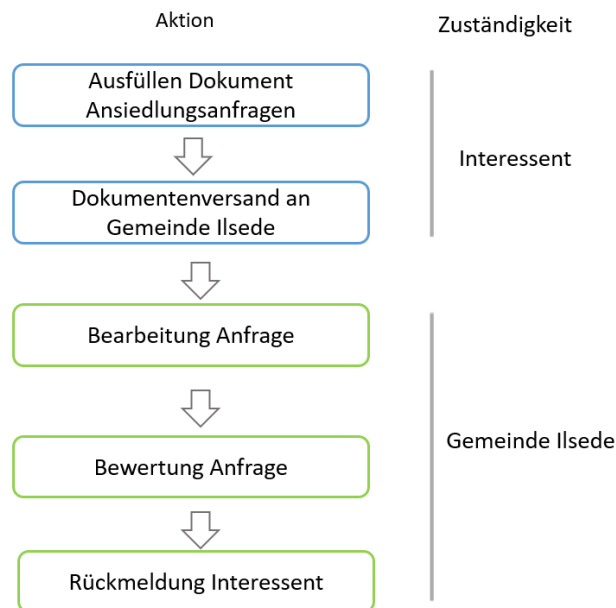 Aktion
Zuständigkeit
Ausfüllen Dokument
Ansiedlungsanfragen
Interessent
Dokumentenversand an
Gemeinde Ilsede
Bearbeitung Anfrage
Gemeinde Ilsede
Bewertung Anfrage
Rückmeldung Interessent